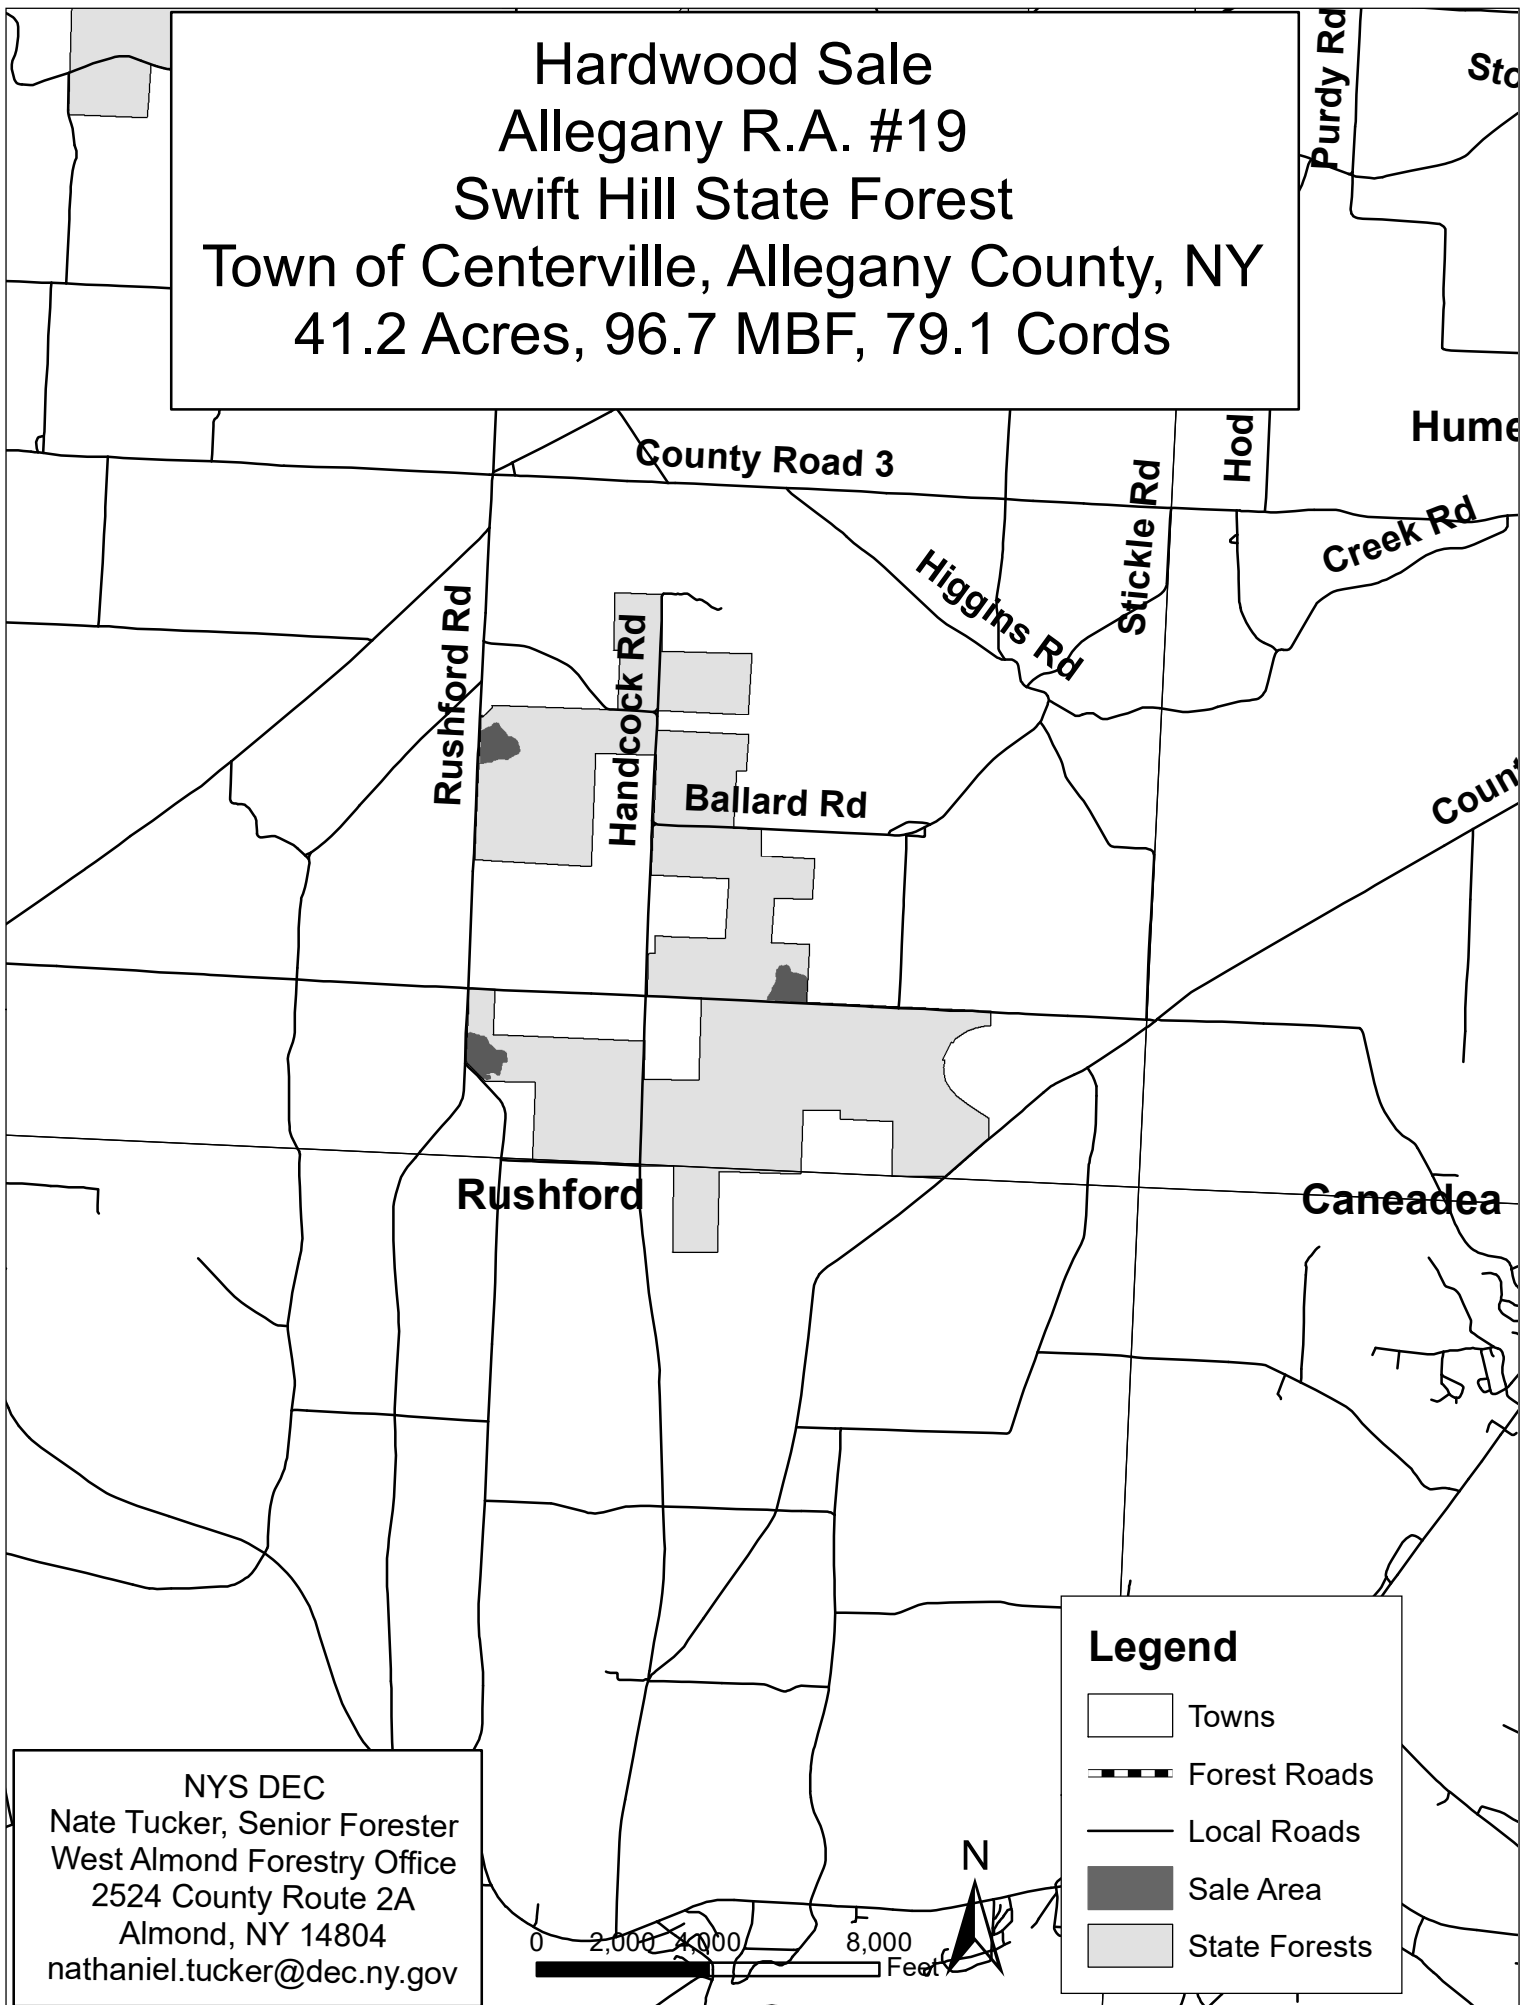 Hardwood Sale
Allegany R.A. #19
Swift Hill State Forest
Town of Centerville, Allegany County, NY
41.2 Acres, 96.7 MBF, 79.1 Cords
Purdy Rd
Sto
Hume
Hod
County Road 3
Stickle Rd
Creek Rd
Higgins Rd
Rushford Rd
Handcock Rd
Ballard Rd
Coun
Rushford
Caneadea
Legend
Towns
Forest Roads
Local Roads
Sale Area
State Forests
NYS DEC
Nate Tucker, Senior Forester
West Almond Forestry Office
2524 County Route 2A
Almond, NY 14804
nathaniel.tucker@dec.ny.gov
N
0 2,000 4,000 8,000
Feet